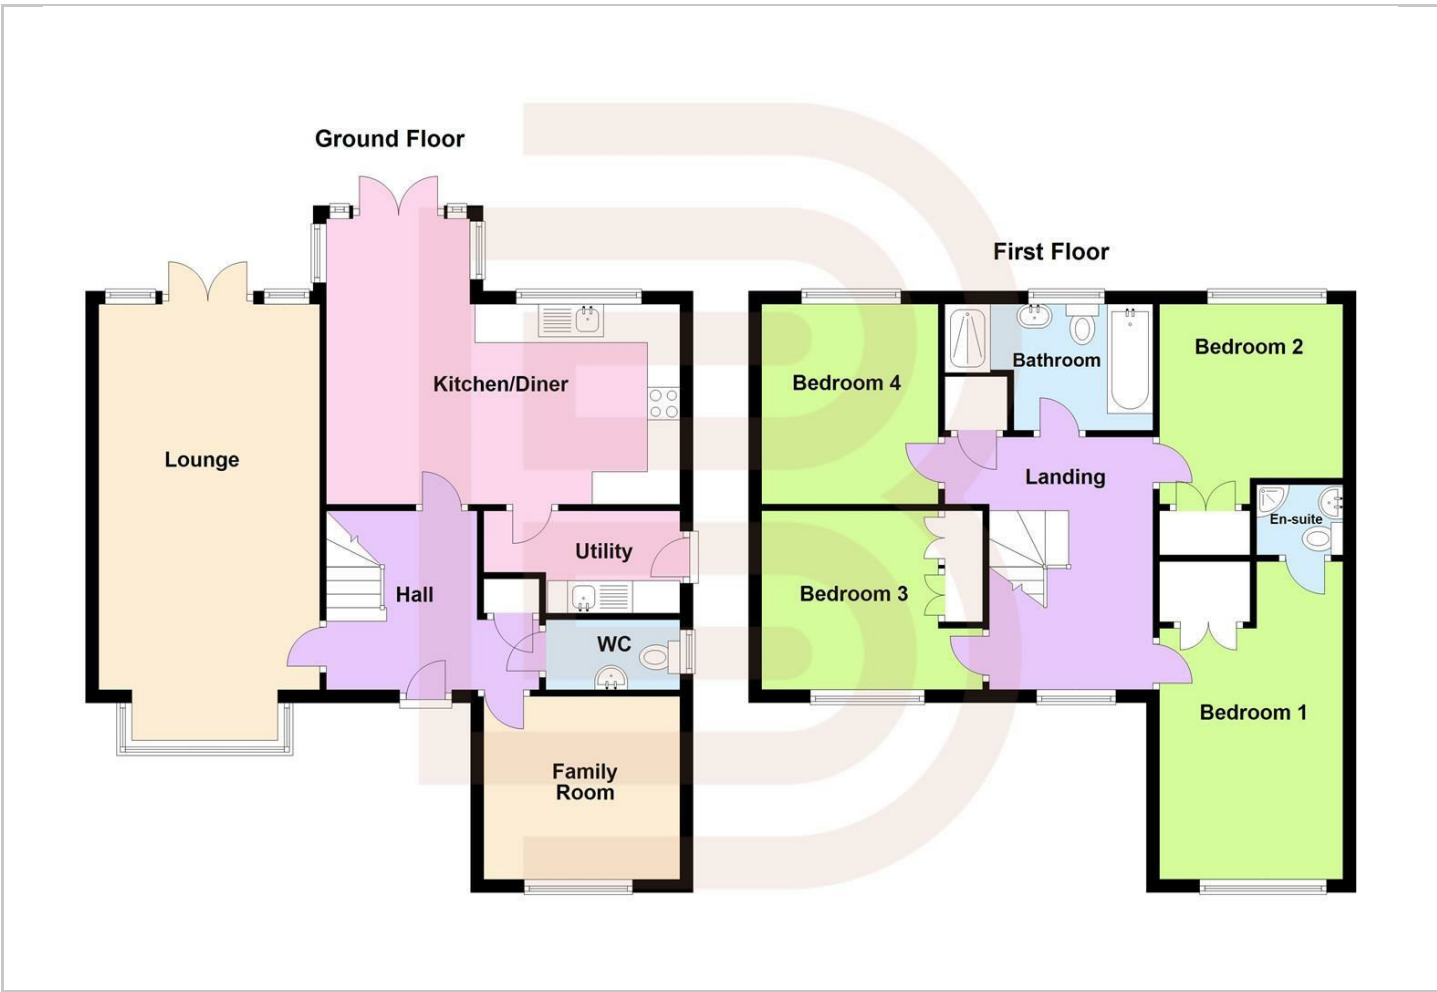 Ground Floor
Kitchen/Diner
Lounge
Utility
Hall
WC
Family
Room
First Floor
Bedroom 4
Bathroom
Bedroom 2
Landing
En-suite
Bedroom 3
Bedroom 1